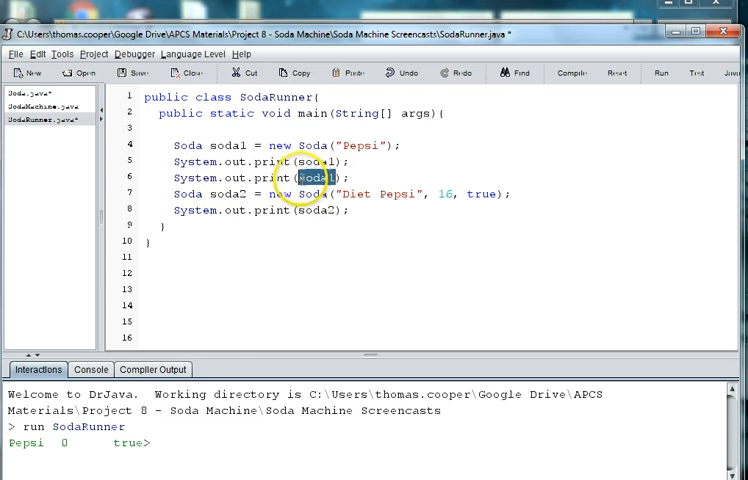 C:\Users\thomas.cooper\Google Drive\APCS Materials\Project 8 - Soda Machine\Soda Machine Screencasts\SodaRunner.java *
File Edit Tools Project Debugger Language Level Help
New Open Save Close Cut Copy Paste Undo Redo Find Compile Reset Run Test
Soda.java*
SodaMachine.java
SodaRunner.java*
1 public class SodaRunner{
2 public static void main(String[] args){
3
4 Soda soda1 = new Soda("Pepsi");
5 System.out.print(soda1);
6 System.out.print(soda1);
7 Soda soda2 = new Soda("Diet Pepsi", 16, true);
8 System.out.print(soda2);
9 }
10 }
11
12
13
14
15
16
Interactions Console Compiler Output
Welcome to DrJava. Working directory is C:\Users\thomas.cooper\Google Drive\APCS
Materials\Project 8 - Soda Machine\Soda Machine Screencasts
> run SodaRunner
Pepsi 0 true>